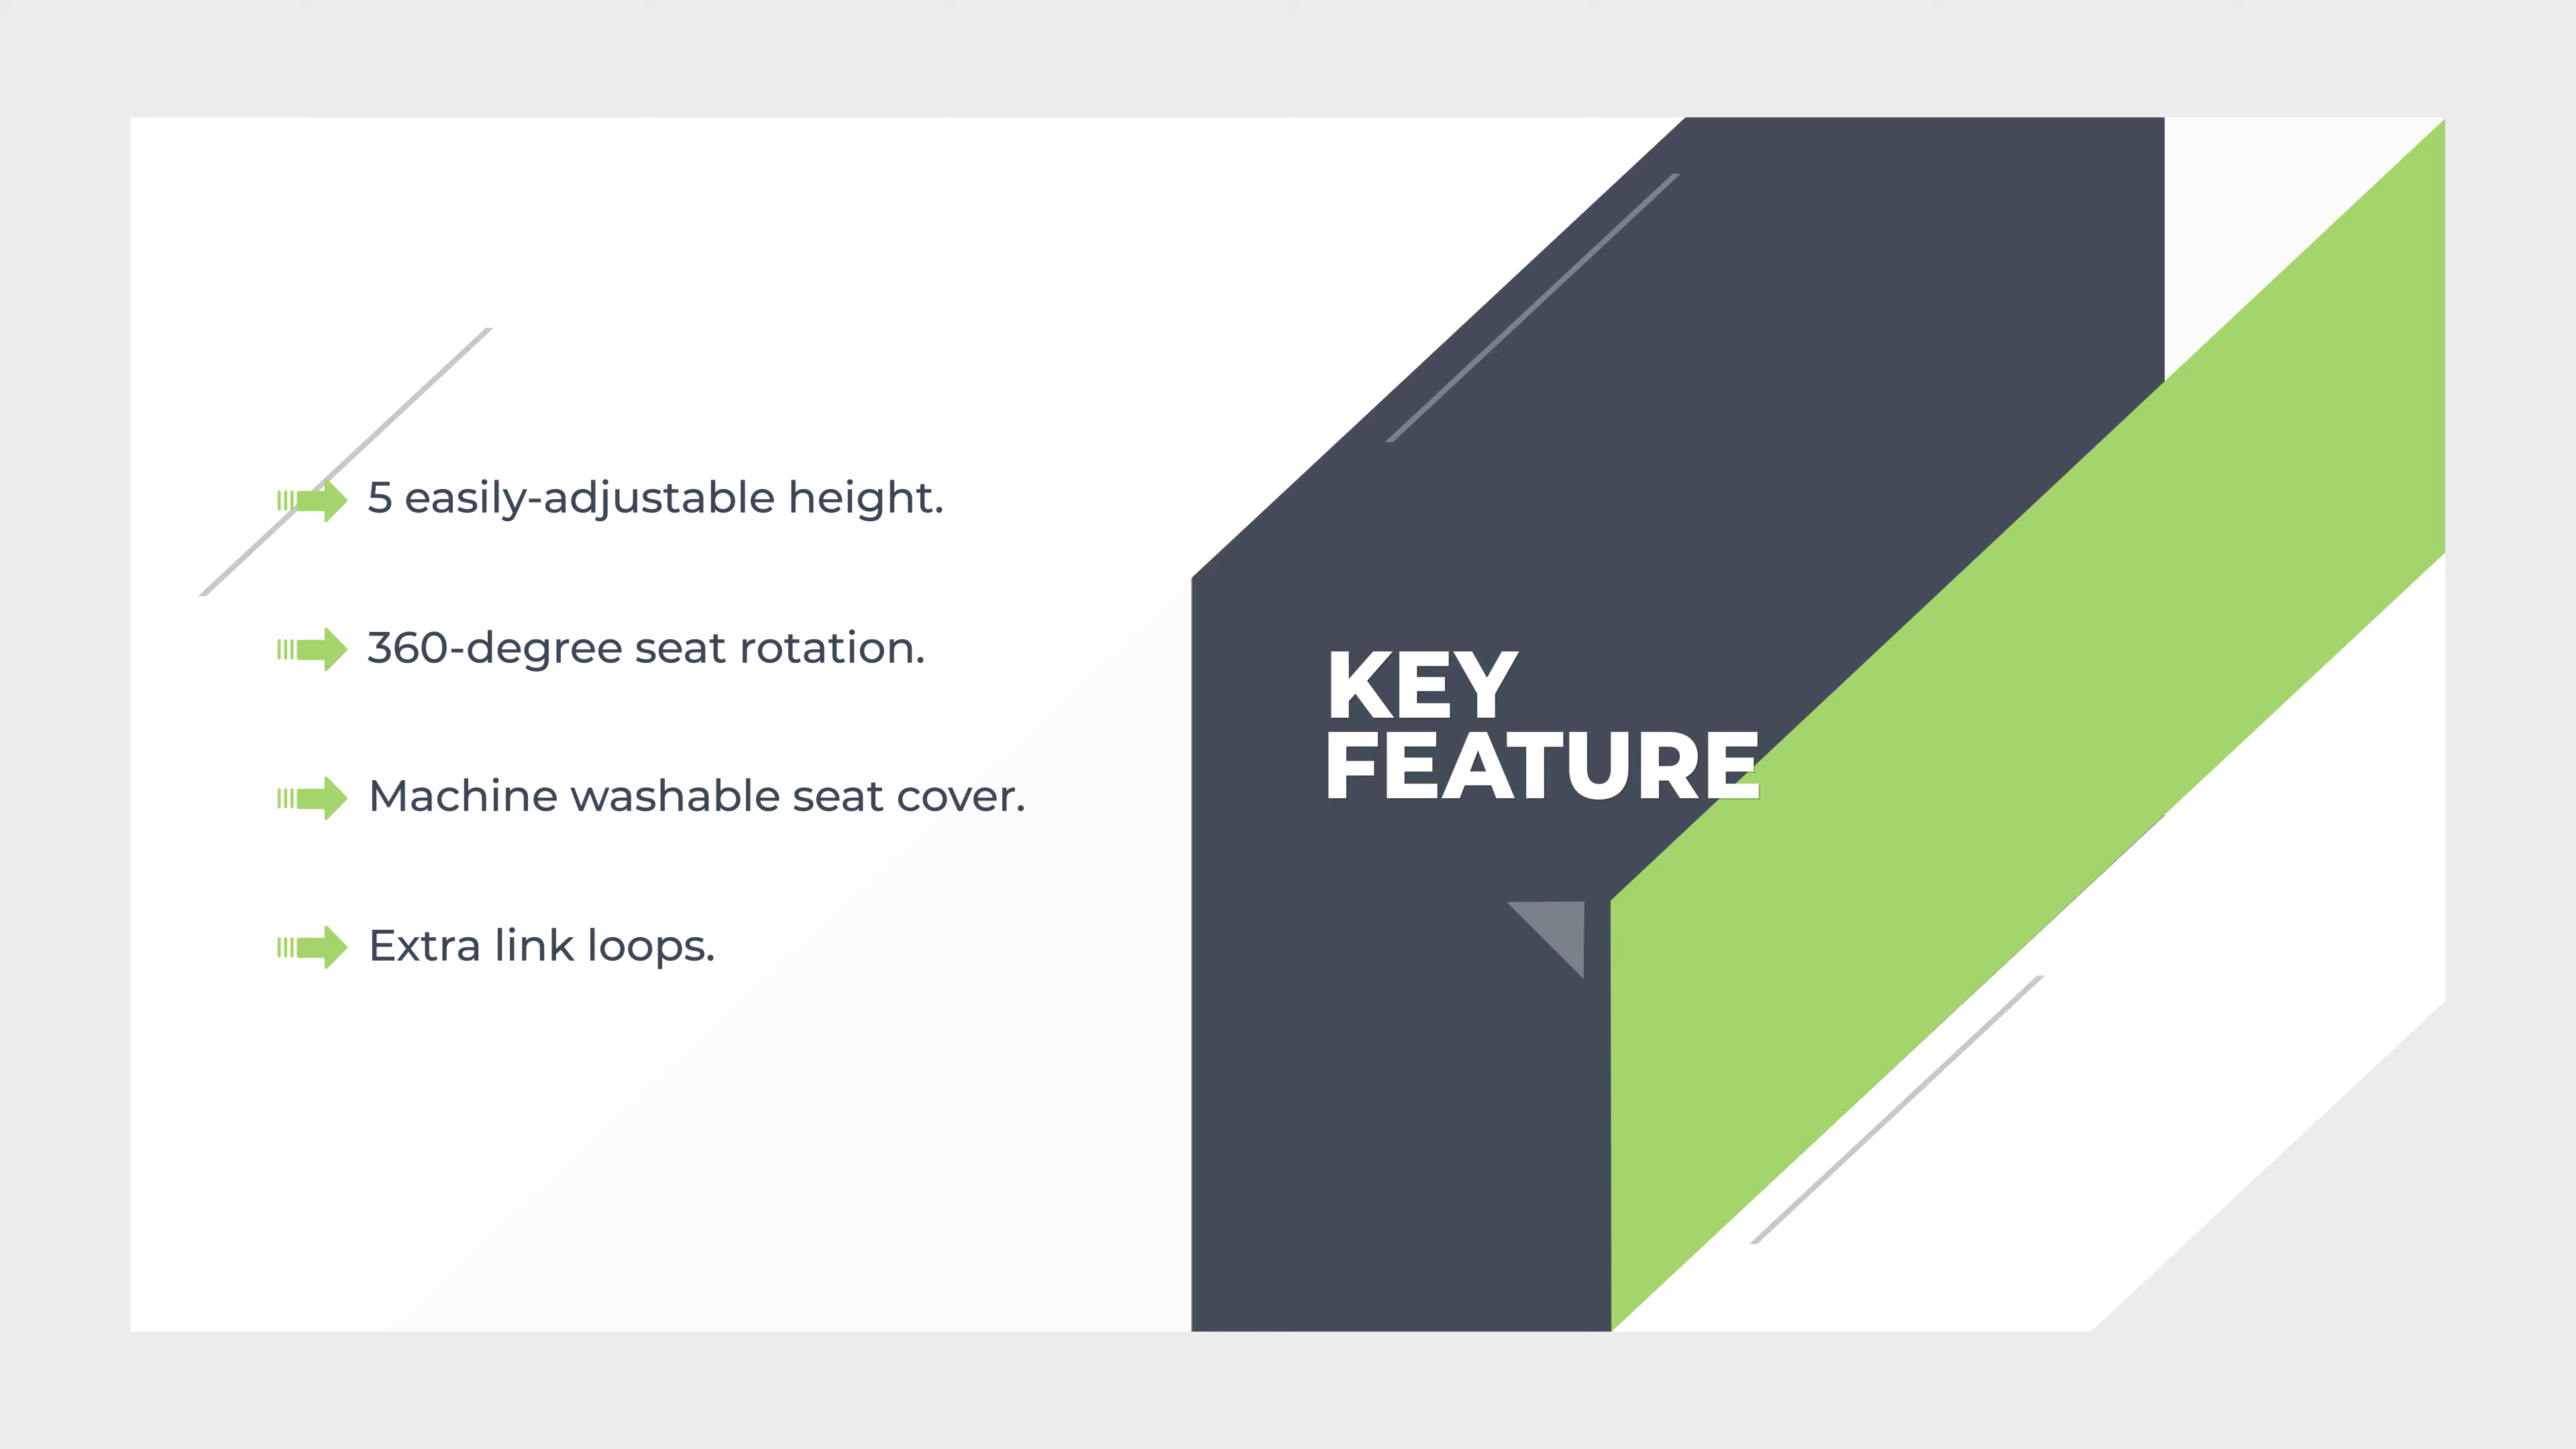 5 easily-adjustable height.
360-degree seat rotation.
Machine washable seat cover.
Extra link loops.
KEY
FEATURE